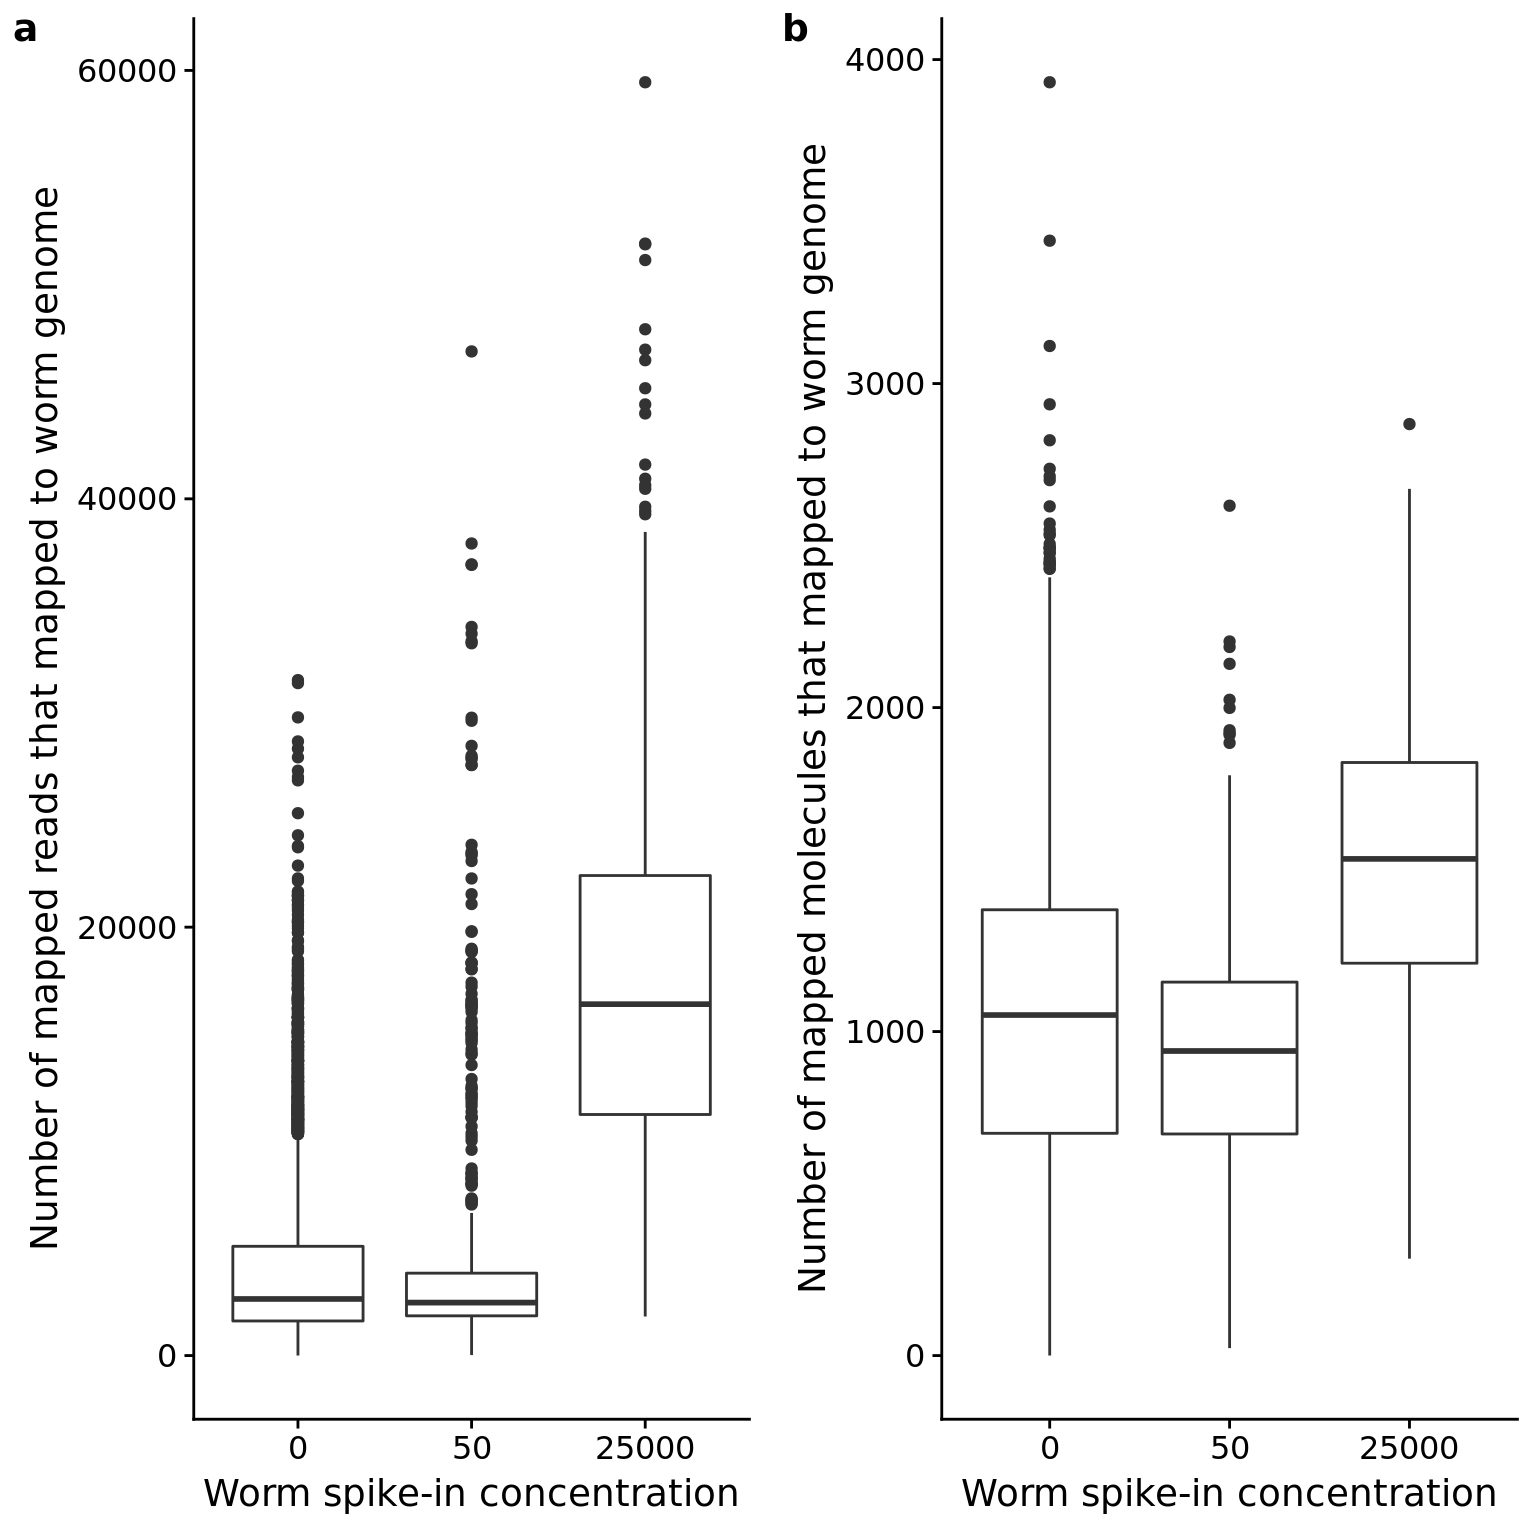 a
Number of mapped reads that mapped to worm genome
60000
40000
20000
0
0 50 25000
Worm spike-in concentration
b
Number of mapped molecules that mapped to worm genome
4000
3000
2000
1000
0
0 50 25000
Worm spike-in concentration